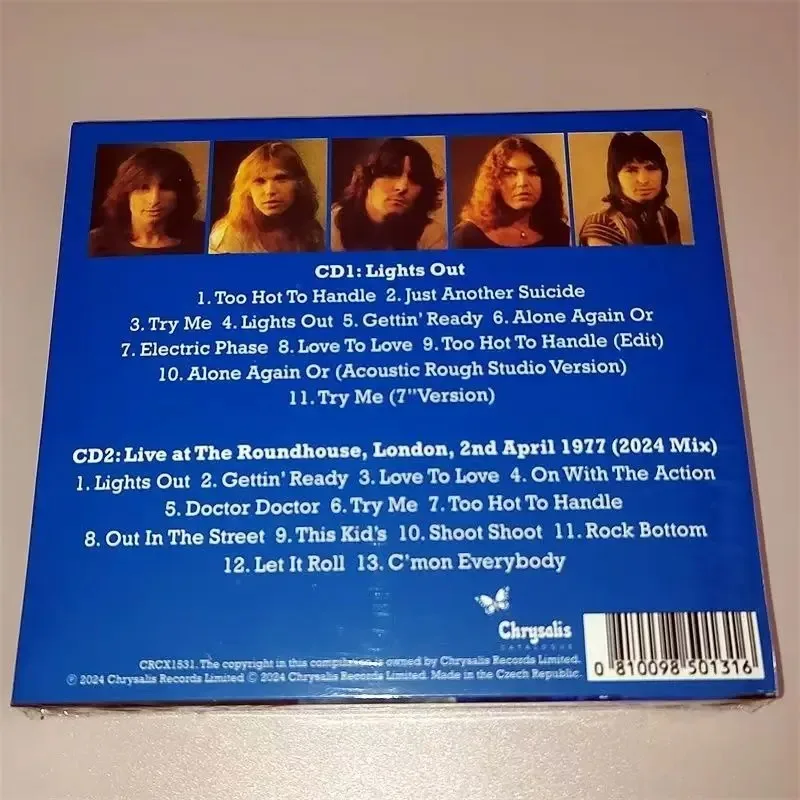 CD1: Lights Out
1. Too Hot To Handle 2. Just Another Suicide
3. Try Me 4. Lights Out 5. Gettin' Ready 6. Alone Again Or
7. Electric Phase 8. Love To Love 9. Too Hot To Handle (Edit)
10. Alone Again Or (Acoustic Rough Studio Version)
11. Try Me (7" Version)
CD2: Live at The Roundhouse, London, 2nd April 1977 (2024 Mix)
1. Lights Out 2. Gettin' Ready 3. Love To Love 4. On With The Action
5. Doctor Doctor 6. Try Me 7. Too Hot To Handle
8. Out In The Street 9. This Kid's 10. Shoot Shoot 11. Rock Bottom
12. Let It Roll 13. C'mon Everybody
Chrysalis
CATALOGUE
CRCX1531. The copyright in this compilation is owned by Chrysalis Records Limited.
℗ 2024 Chrysalis Records Limited © 2024 Chrysalis Records Limited. Made in the Czech Republic.
0 810098 501316